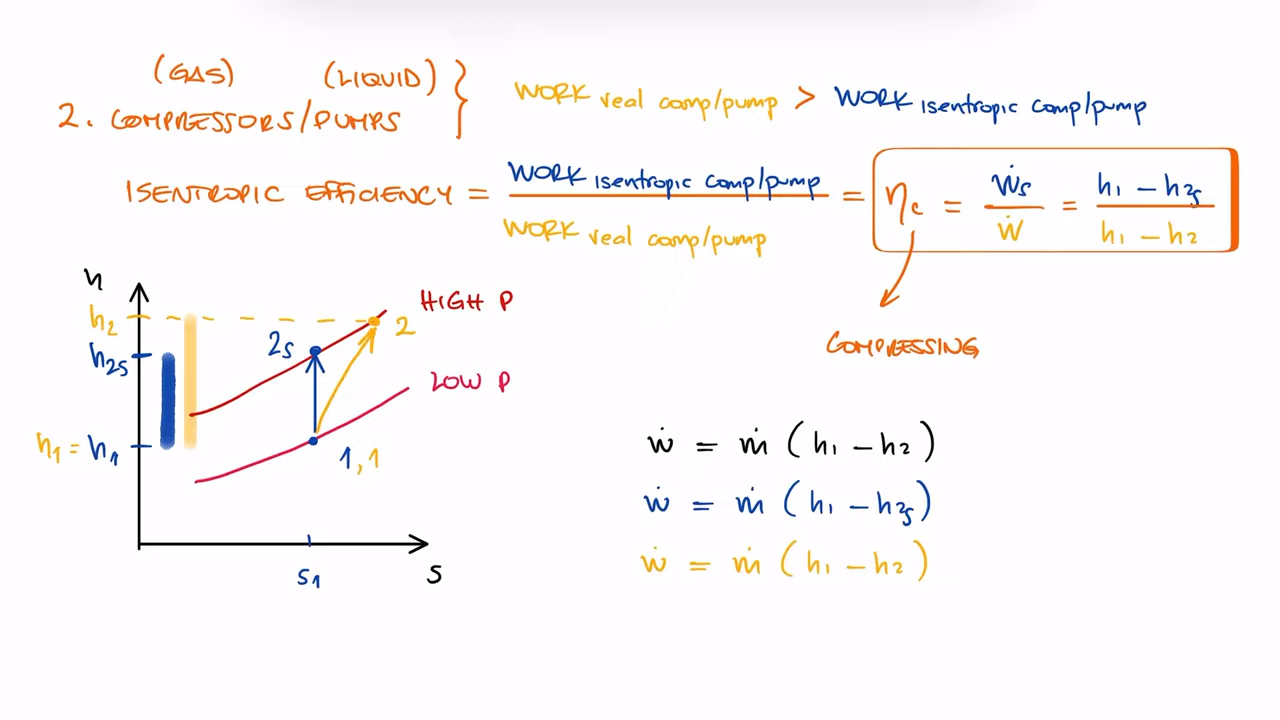 (GAS) (LIQUID) }
2. COMPRESSORS/PUMPS
WORK real comp/pump > WORK isentropic comp/pump
ISENTROPIC EFFICIENCY = WORK isentropic comp/pump / WORK real comp/pump = ηc = Ẇs / Ẇ = h1 − h2s / h1 − h2
COMPRESSING
h
HIGH P
h2
2
2s
h2s
LOW P
h1 = h1
1, 1
s1
s
ẇ = ṁ (h1 − h2)
ẇ = ṁ (h1 − h2s)
ẇ = ṁ (h1 − h2)